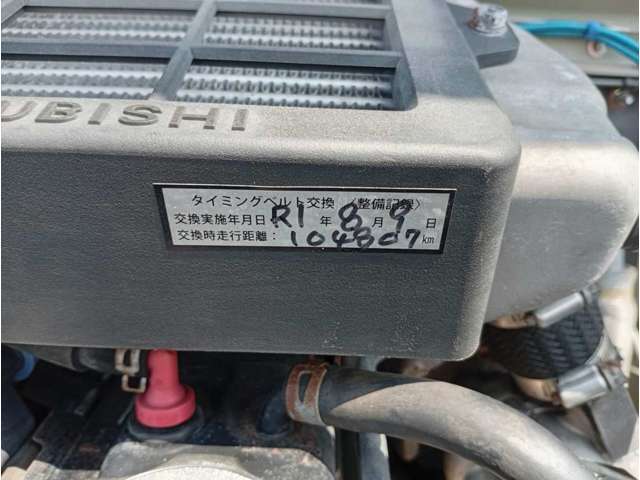 UBISHI
タイミングベルト交換 〈整備記録〉
交換実施年月日 R1 年 8 月 9 日
交換時走行距離: 104807 km